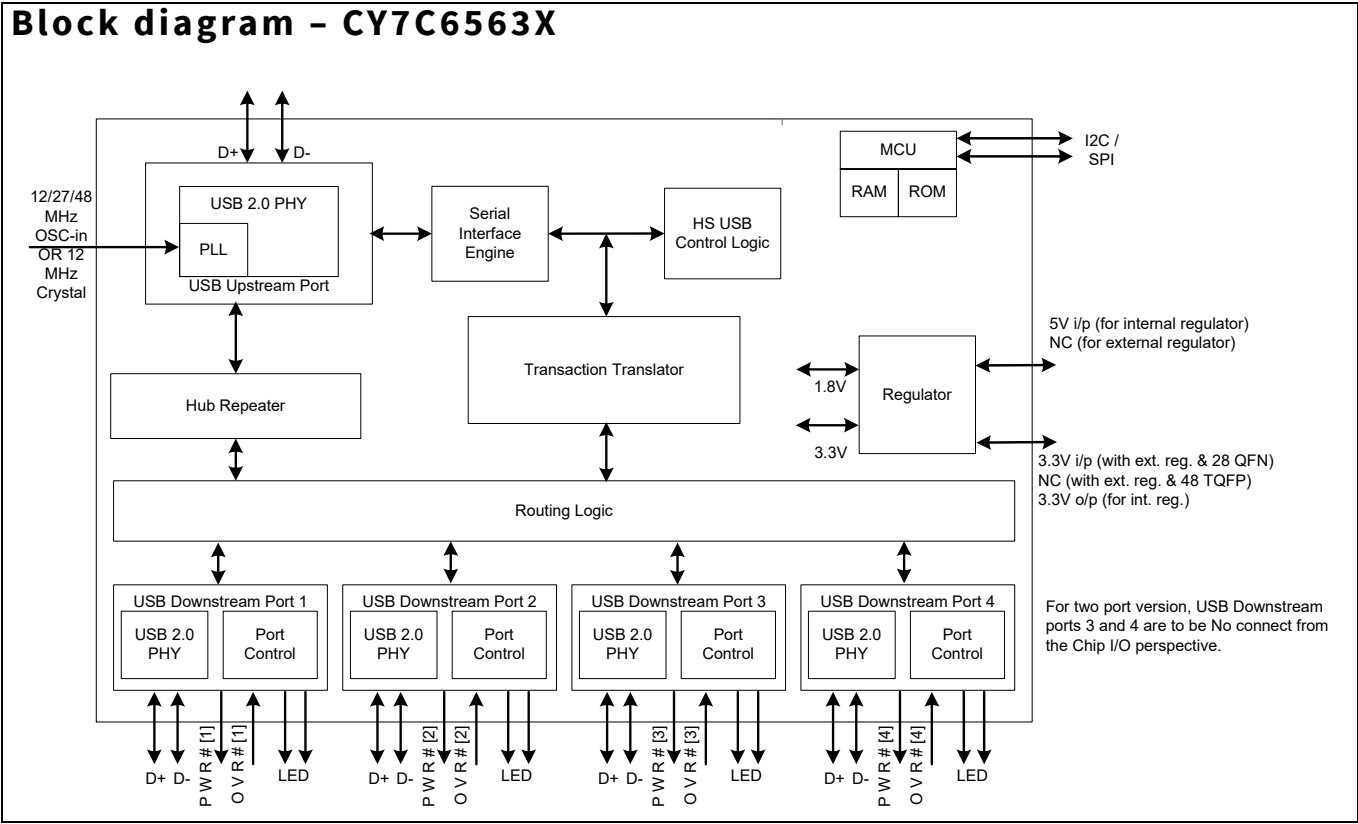 Block diagram – CY7C6563X
D+
D-
12/27/48
MHz
OSC-in
OR 12
MHz
Crystal
USB 2.0 PHY
PLL
USB Upstream Port
Serial
Interface
Engine
HS USB
Control Logic
MCU
RAM
ROM
I2C /
SPI
Hub Repeater
Transaction Translator
1.8V
3.3V
Regulator
5V i/p (for internal regulator)
NC (for external regulator)
3.3V i/p (with ext. reg. & 28 QFN)
NC (with ext. reg. & 48 TQFP)
3.3V o/p (for int. reg.)
Routing Logic
USB Downstream Port 1
USB 2.0
PHY
Port
Control
USB Downstream Port 2
USB 2.0
PHY
Port
Control
USB Downstream Port 3
USB 2.0
PHY
Port
Control
USB Downstream Port 4
USB 2.0
PHY
Port
Control
For two port version, USB Downstream
ports 3 and 4 are to be No connect from
the Chip I/O perspective.
D+
D-
PWR#[1]
OVR#[1]
LED
D+
D-
PWR#[2]
OVR#[2]
LED
D+
D-
PWR#[3]
OVR#[3]
LED
D+
D-
PWR#[4]
OVR#[4]
LED